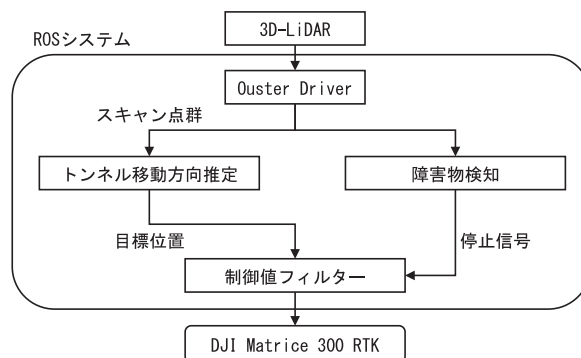 3D-LiDAR
ROSシステム
Ouster Driver
スキャン点群
トンネル移動方向推定
障害物検知
目標位置
停止信号
制御値フィルター
DJI Matrice 300 RTK